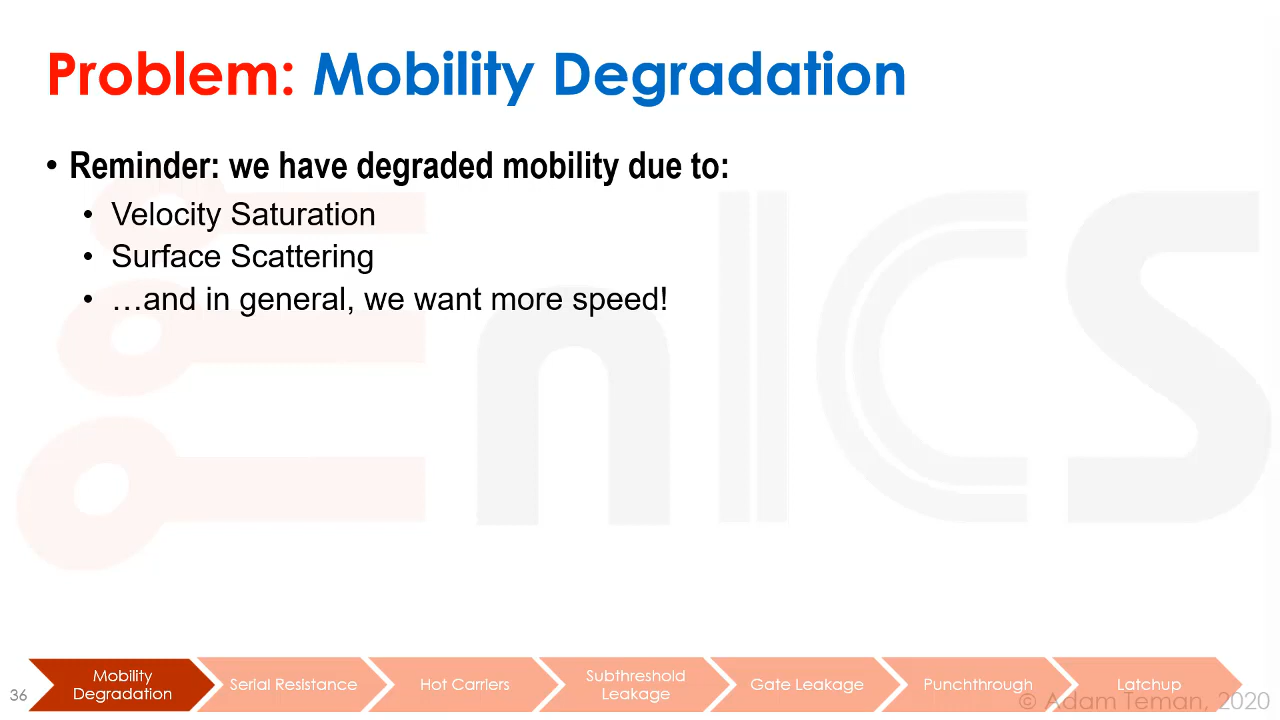 Problem: Mobility Degradation
• Reminder: we have degraded mobility due to:
• Velocity Saturation
• Surface Scattering
• …and in general, we want more speed!
EnICS
36
Mobility
Degradation
Serial Resistance
Hot Carriers
Subthreshold
Leakage
Gate Leakage
Punchthrough
Latchup
© Adam Teman, 2020